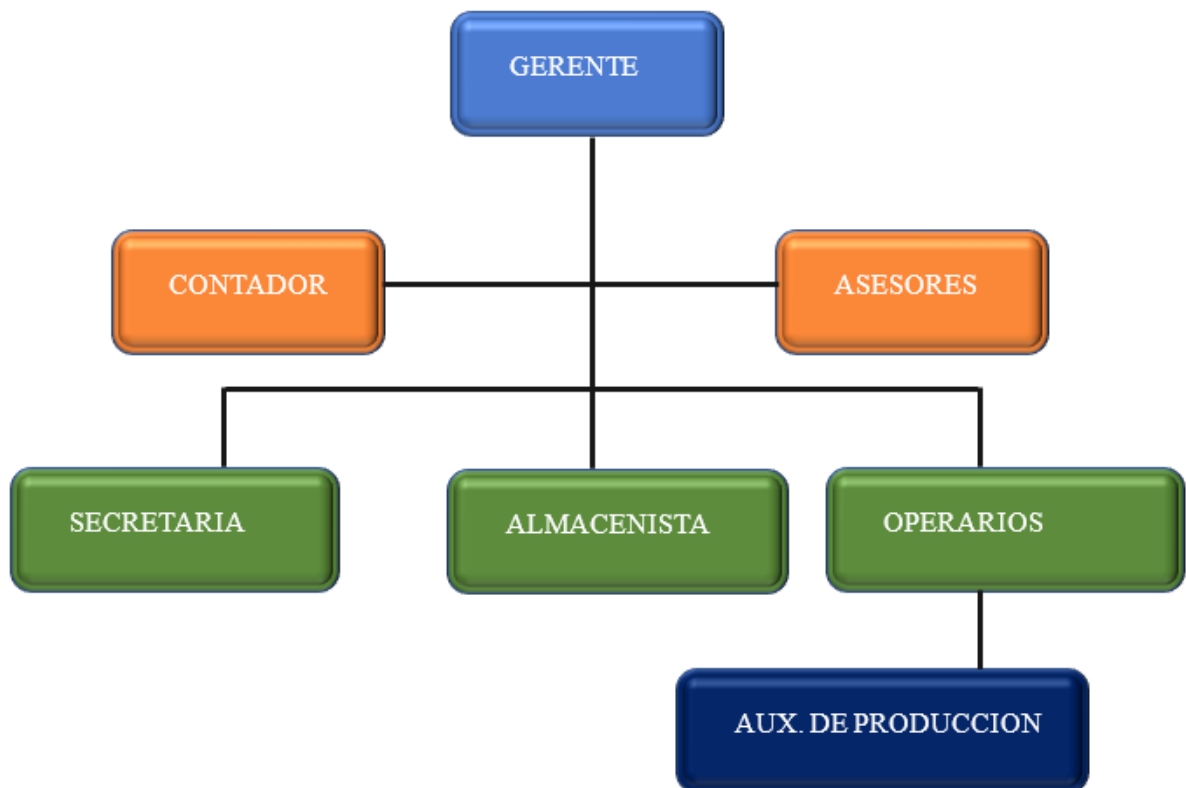 GERENTE
CONTADOR
ASESORES
SECRETARIA
ALMACENISTA
OPERARIOS
AUX. DE PRODUCCION